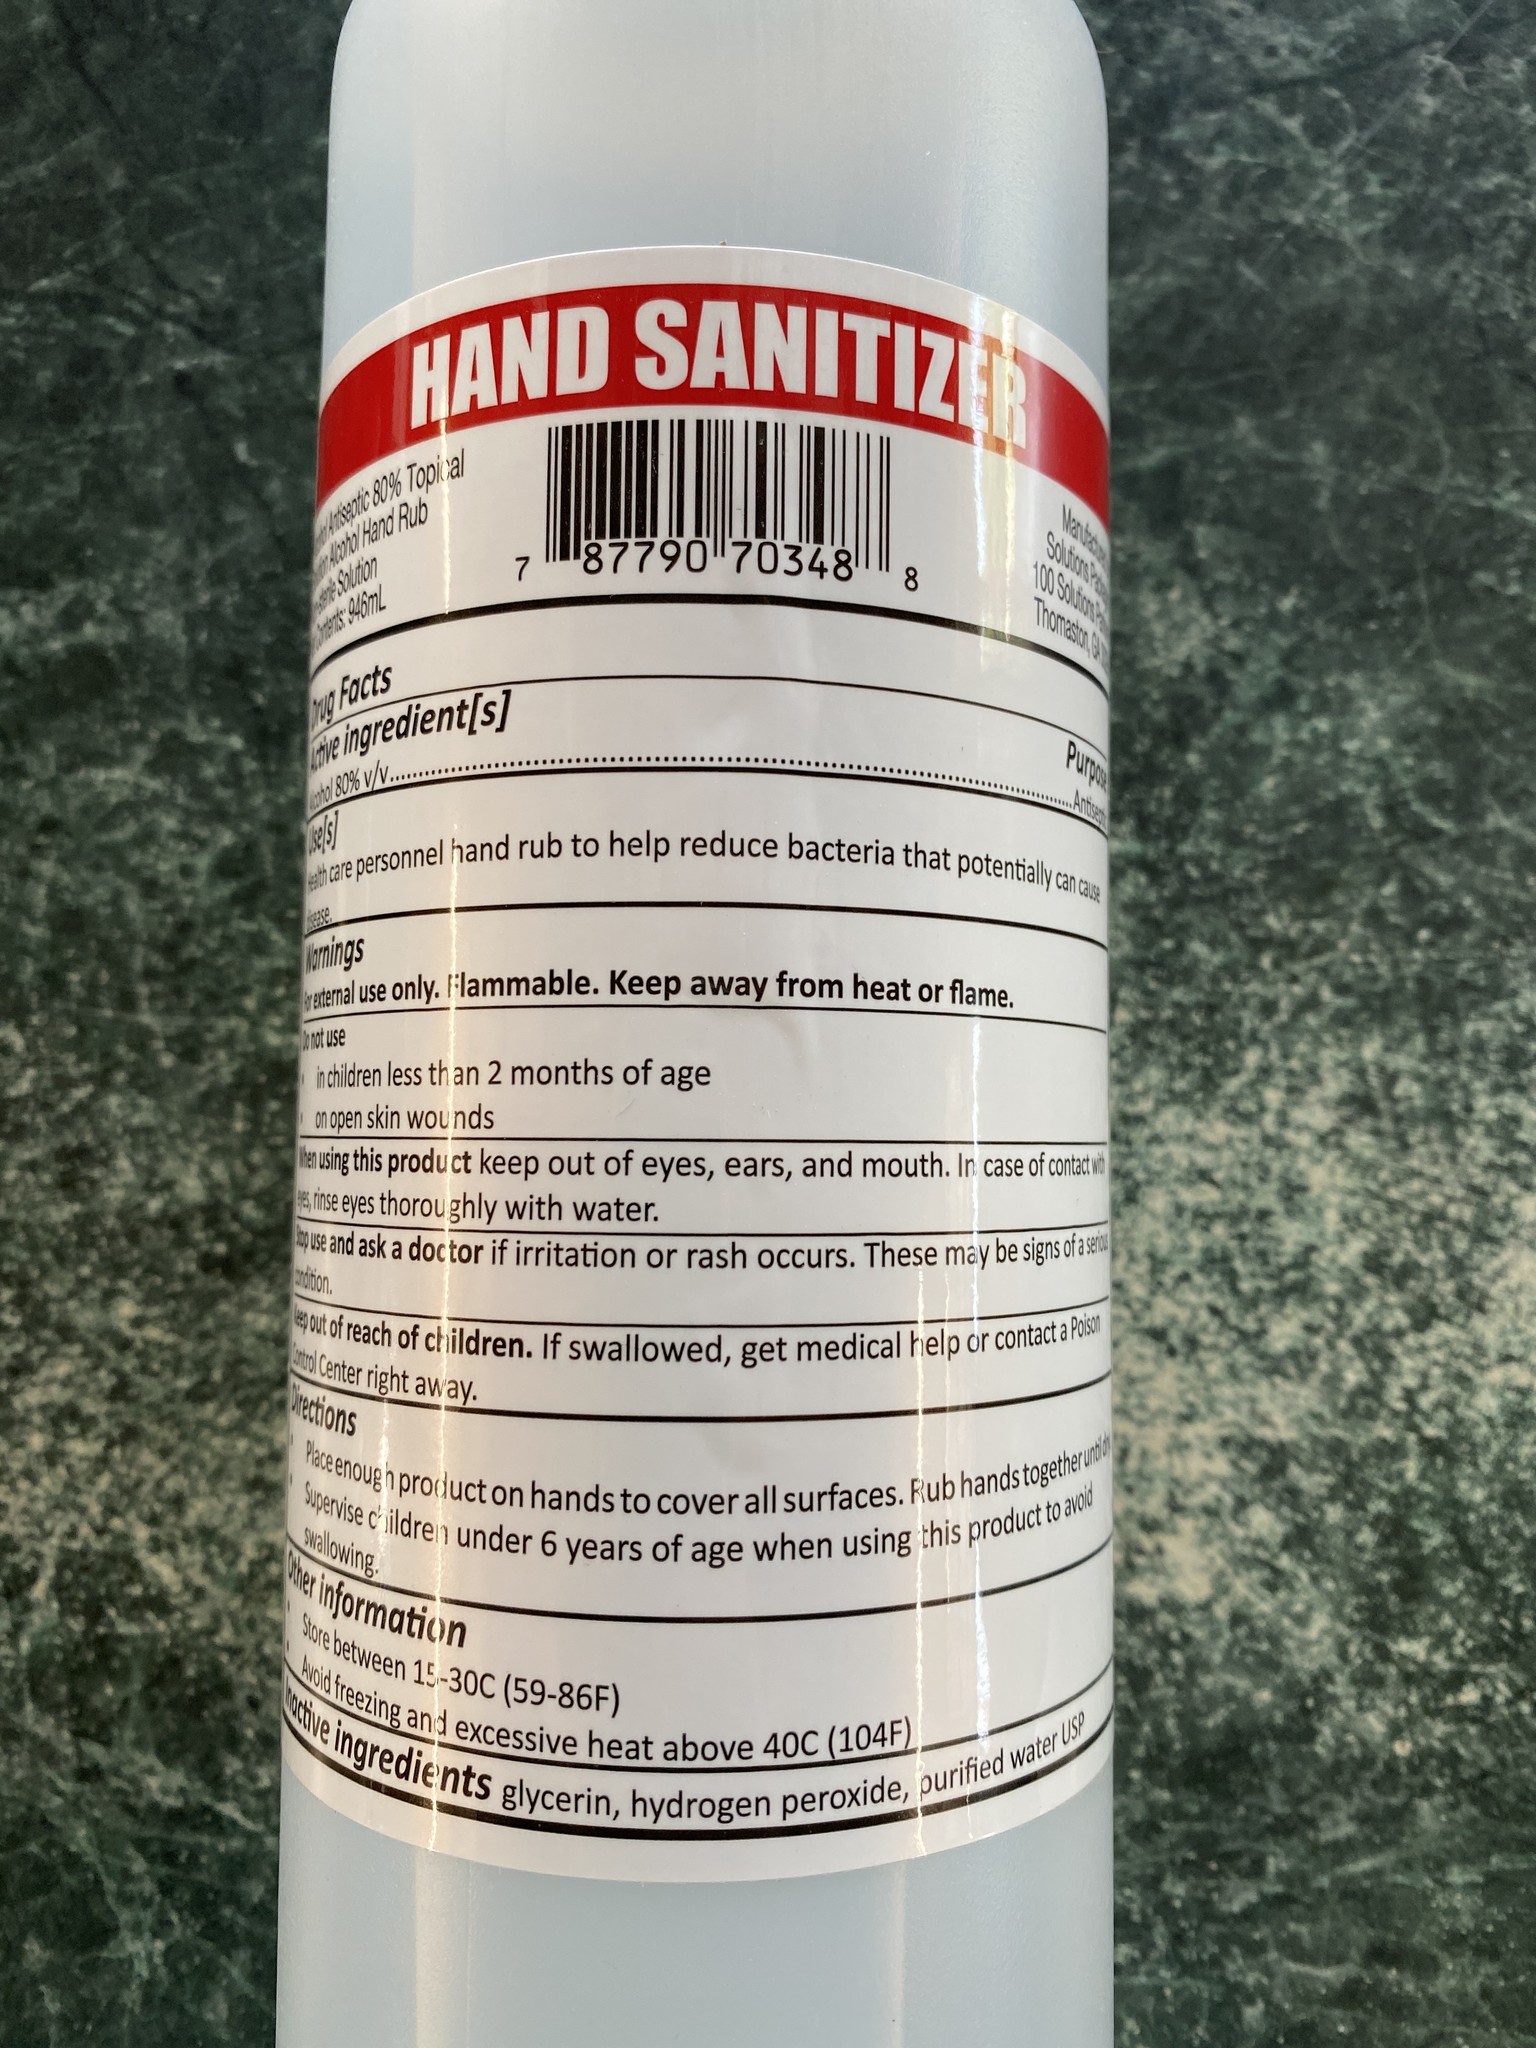 HAND SANITIZER
Antiseptic 80% Topical
Alcohol Hand Rub
Solution
Contents: 946mL
7 87790 70348 8
Solutions
100 Solutions
Thomaston, GA
Drug Facts
Active ingredient[s]
Purpose
Alcohol 80% v/v
Antiseptic
Use[s]
Health care personnel hand rub to help reduce bacteria that potentially can cause
disease.
Warnings
For external use only. Flammable. Keep away from heat or flame.
Do not use
• in children less than 2 months of age
• on open skin wounds
When using this product keep out of eyes, ears, and mouth. In case of contact with
eyes, rinse eyes thoroughly with water.
Stop use and ask a doctor if irritation or rash occurs. These may be signs of a serious
condition.
Keep out of reach of children. If swallowed, get medical help or contact a Poison
Control Center right away.
Directions
• Place enough product on hands to cover all surfaces. Rub hands together until dry.
• Supervise children under 6 years of age when using this product to avoid
swallowing.
Other information
• Store between 15-30C (59-86F)
• Avoid freezing and excessive heat above 40C (104F)
Inactive ingredients glycerin, hydrogen peroxide, purified water USP